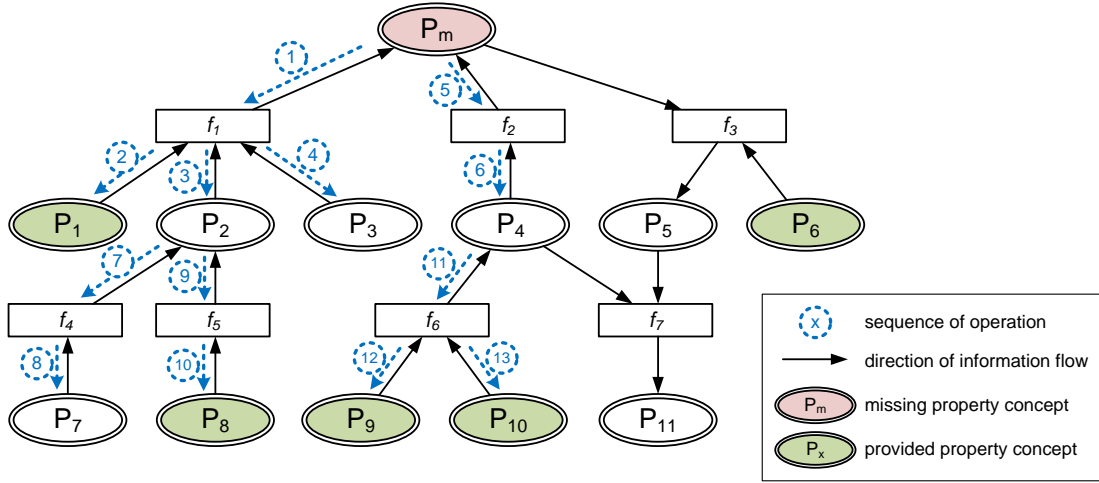 Pm
1
5
f1
f2
f3
2
3
4
6
P1
P2
P3
P4
P5
P6
7
9
11
f4
f5
f6
f7
8
10
12
13
P7
P8
P9
P10
P11
x sequence of operation
direction of information flow
Pm missing property concept
Px provided property concept